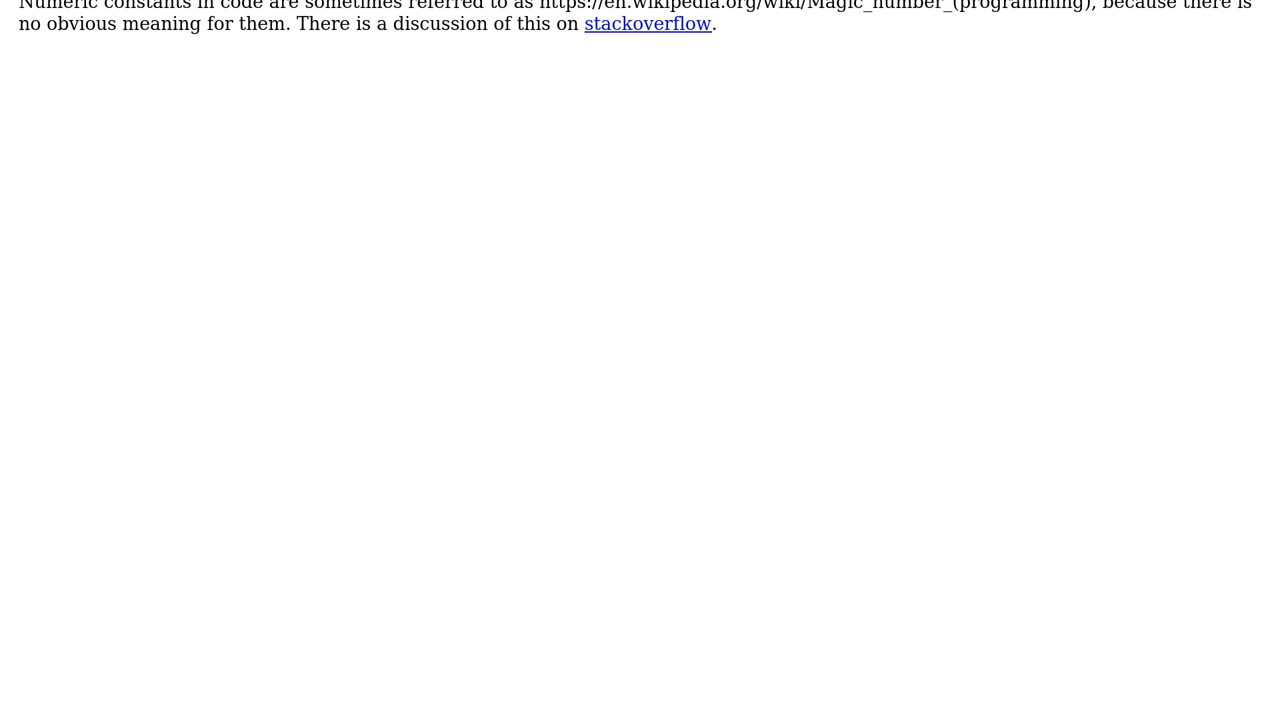 Numeric constants in code are sometimes referred to as https://en.wikipedia.org/wiki/Magic_number_(programming), because there is
no obvious meaning for them. There is a discussion of this on stackoverflow.